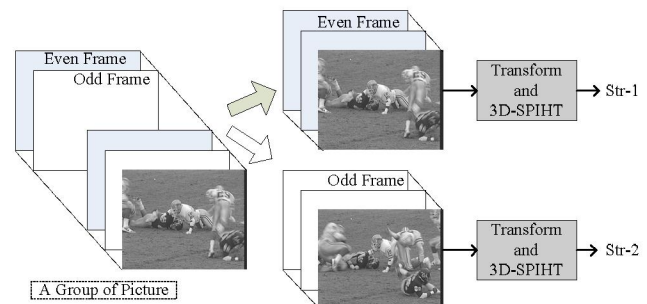 Even Frame
Odd Frame
A Group of Picture
Even Frame
Transform
and
3D-SPIHT
Str-1
Odd Frame
Transform
and
3D-SPIHT
Str-2